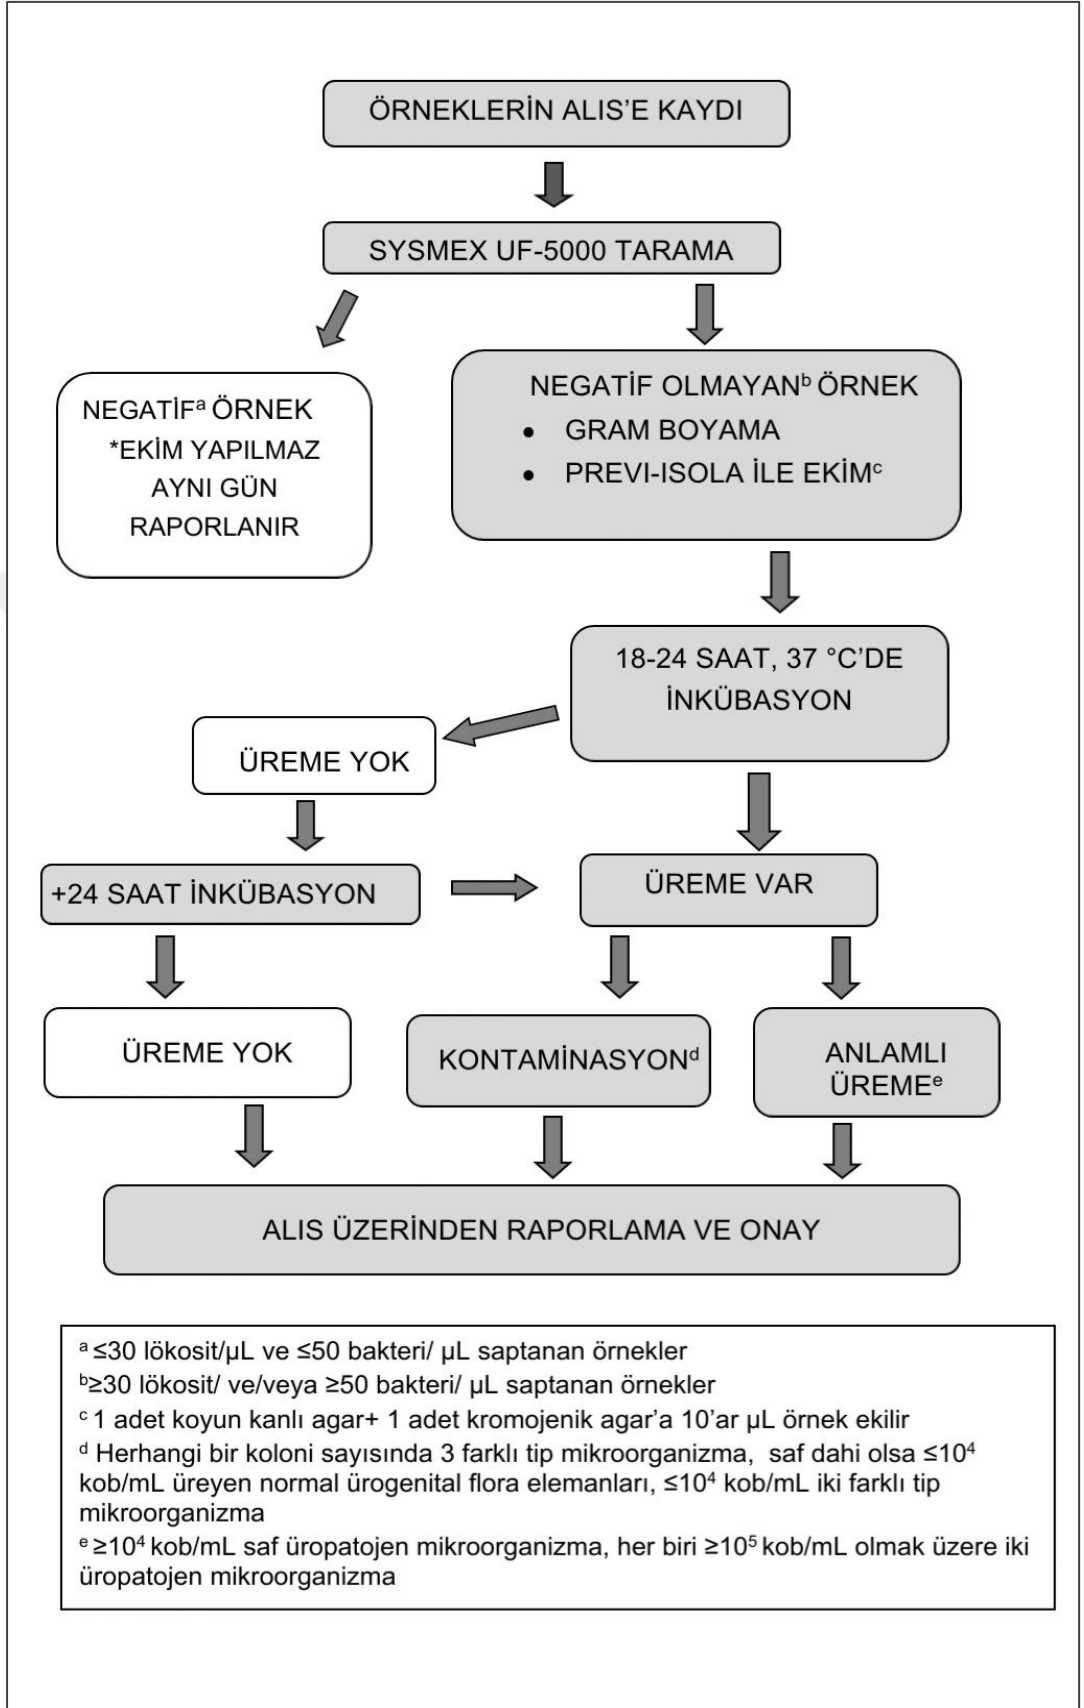 ÖRNEKLERİN ALIS’E KAYDI
SYSMEX UF-5000 TARAMA
NEGATİFᵃ ÖRNEK
*EKİM YAPILMAZ
AYNI GÜN
RAPORLANIR
NEGATİF OLMAYANᵇ ÖRNEK
• GRAM BOYAMA
• PREVI-ISOLA İLE EKİMᶜ
18-24 SAAT, 37 °C’DE
İNKÜBASYON
ÜREME YOK
+24 SAAT İNKÜBASYON
ÜREME VAR
ÜREME YOK
KONTAMİNASYONᵈ
ANLAMLI
ÜREMEᵉ
ALIS ÜZERİNDEN RAPORLAMA VE ONAY
ᵃ ≤30 lökosit/µL ve ≤50 bakteri/ µL saptanan örnekler
ᵇ≥30 lökosit/ ve/veya ≥50 bakteri/ µL saptanan örnekler
ᶜ 1 adet koyun kanlı agar+ 1 adet kromojenik agar’a 10’ar µL örnek ekilir
ᵈ Herhangi bir koloni sayısında 3 farklı tip mikroorganizma, saf dahi olsa ≤10⁴
kob/mL üreyen normal ürogenital flora elemanları, ≤10⁴ kob/mL iki farklı tip
mikroorganizma
ᵉ ≥10⁴ kob/mL saf üropatojen mikroorganizma, her biri ≥10⁵ kob/mL olmak üzere iki
üropatojen mikroorganizma